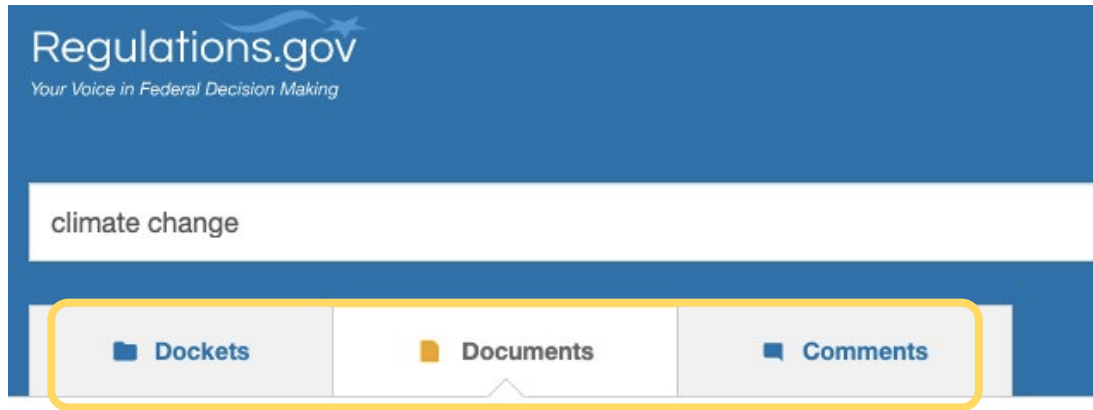 Regulations.gov
Your Voice in Federal Decision Making
climate change
Dockets Documents Comments